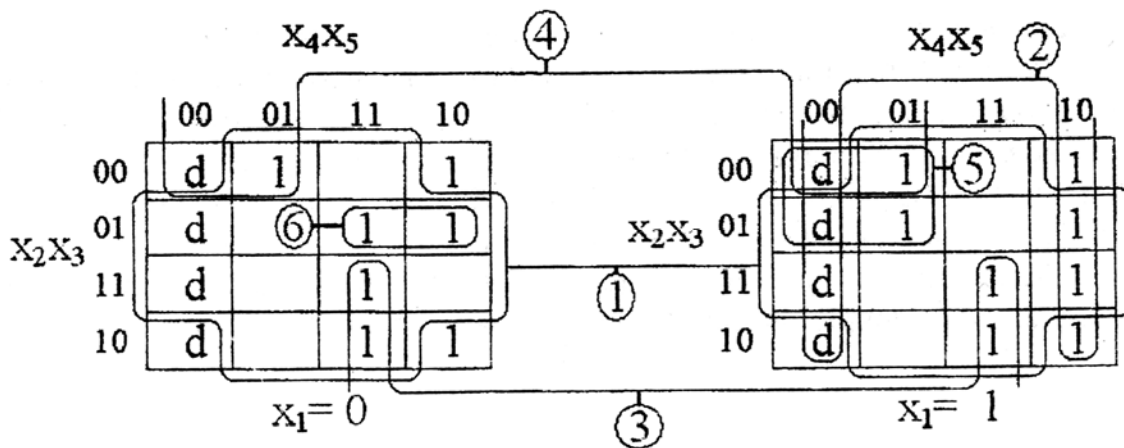 x₄x₅ ④ x₄x₅ ②
00 01 11 10 00 01 11 10
00 d 1 1 00 d 1 ⑤ 1
x₂x₃ 01 d ⑥ 1 1 x₂x₃ 01 d 1 1
11 d 1 ① 11 d 1 1
10 d 1 1 10 d 1 1
x₁= 0 ③ x₁= 1